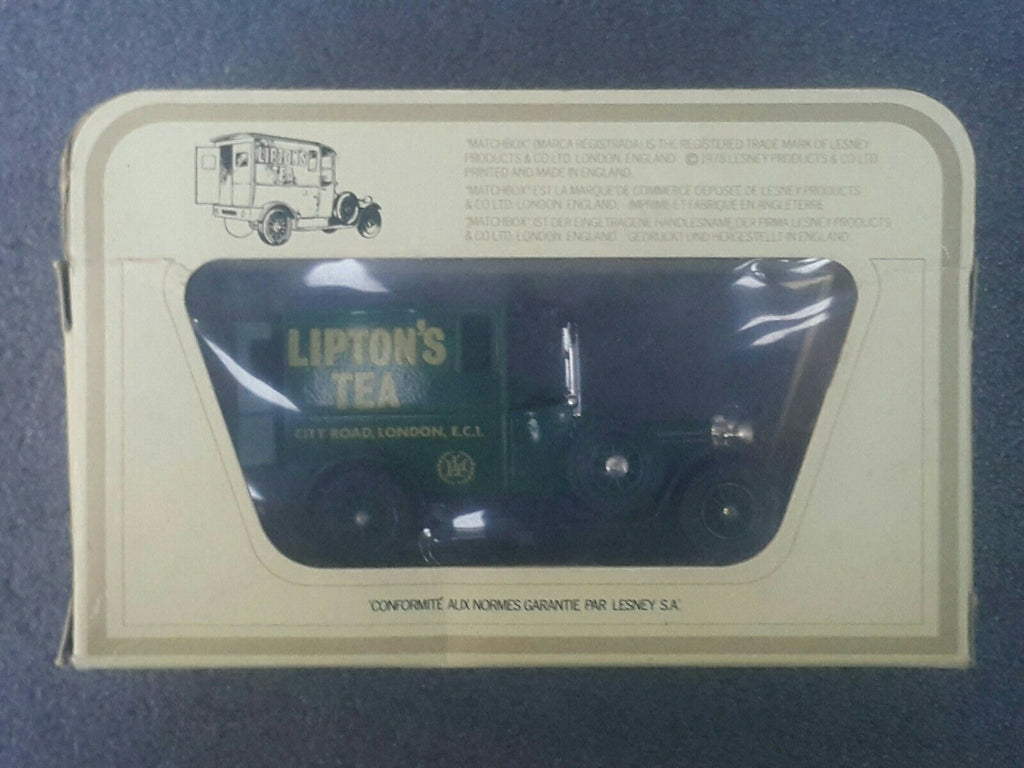 LIPTON'S
TEA
"MATCHBOX" (MARCA REGISTRADA) IS THE REGISTERED TRADE MARK OF LESNEY
PRODUCTS & CO LTD. LONDON, ENGLAND © 1978 LESNEY PRODUCTS & CO LTD
PRINTED AND MADE IN ENGLAND.
"MATCHBOX" EST LA MARQUE DE COMMERCE DEPOSEE DE LESNEY PRODUCTS
& CO LTD. LONDON, ENGLAND. IMPRIME ET FABRIQUE EN ANGLETERRE
"MATCHBOX" IST DER EINGETRAGENE HANDLESNAME DER FIRMA LESNEY PRODUCTS
& CO LTD. LONDON, ENGLAND GEDRUCKT UND HERGESTELLT IN ENGLAND
LIPTON'S
TEA
CITY ROAD, LONDON, E.C.1.
'CONFORMITÉ AUX NORMES GARANTIE PAR LESNEY S.A.'